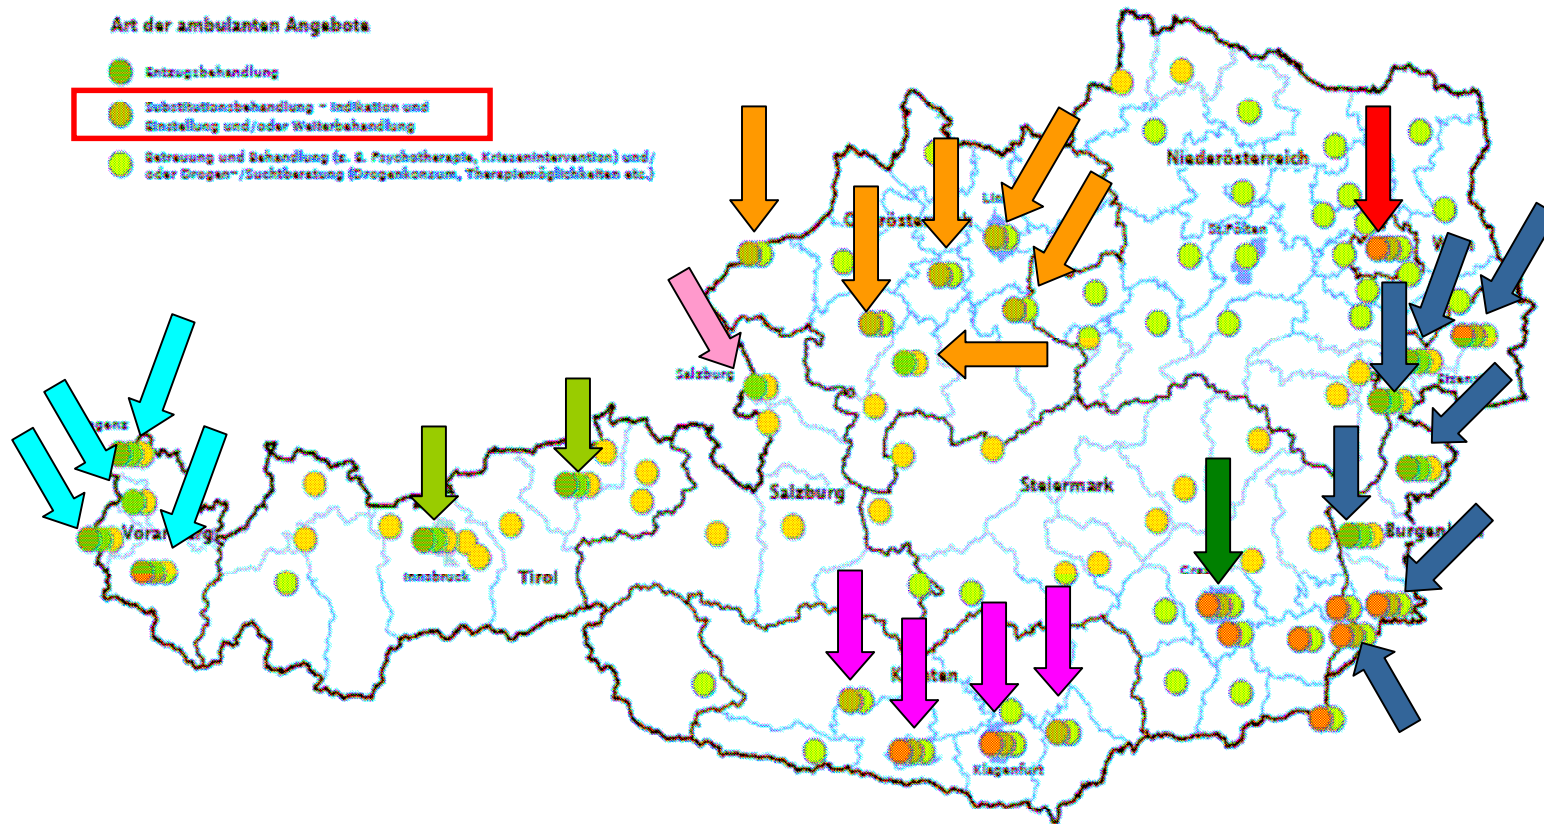 Art der ambulanten Angebote
Entzugsbehandlung
Substitutionsbehandlung - Indikation und
Einstellung und/oder Weiterbehandlung
Betreuung und Behandlung (z. B. Psychotherapie, Krisenintervention) und/
oder Drogen-/Suchtberatung (Drogenkonsum, Therapiemöglichkeiten etc.)
Niederösterreich
St.Pölten
Salzburg
Salzburg
Steiermark
Innsbruck
Tirol
Klagenfurt